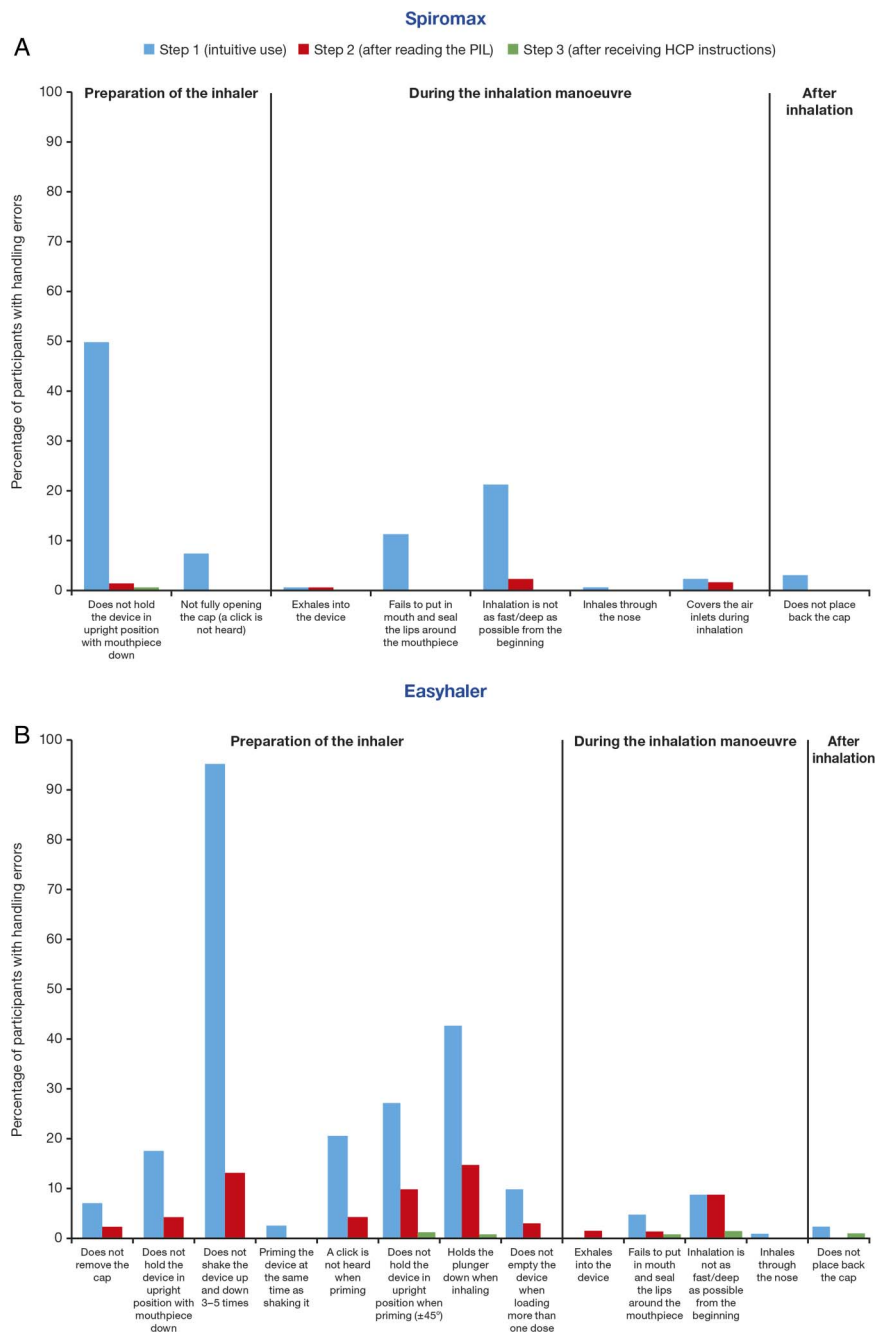 Spiromax
A
Step 1 (intuitive use) Step 2 (after reading the PIL) Step 3 (after receiving HCP instructions)
Percentage of participants with handling errors
100
90
80
70
60
50
40
30
20
10
0
Preparation of the inhaler
During the inhalation manoeuvre
After
inhalation
Does not hold
the device in
upright position
with mouthpiece
down
Not fully opening
the cap (a click
is not heard)
Exhales into
the device
Fails to put in
mouth and seal
the lips around
the mouthpiece
Inhalation is not
as fast/deep as
possible from the
beginning
Inhales through
the nose
Covers the air
inlets during
inhalation
Does not place
back the cap
Easyhaler
B
Percentage of participants with handling errors
100
90
80
70
60
50
40
30
20
10
0
Preparation of the inhaler
During the inhalation manoeuvre
After
inhalation
Does not
remove the
cap
Does not
hold the
device in
upright
position with
mouthpiece
down
Does not
shake the
device up
and down
3–5 times
Priming the
device at
the same
time as
shaking it
A click is
not heard
when
priming
Does not
hold the
device in
upright
position when
priming (±45°)
Holds the
plunger
down when
inhaling
Does not
empty the
device
when
loading
more than
one dose
Exhales
into the
device
Fails to put
in mouth
and seal
the lips
around the
mouthpiece
Inhalation is
not as
fast/deep
as possible
from the
beginning
Inhales
through
the nose
Does not
place back
the cap